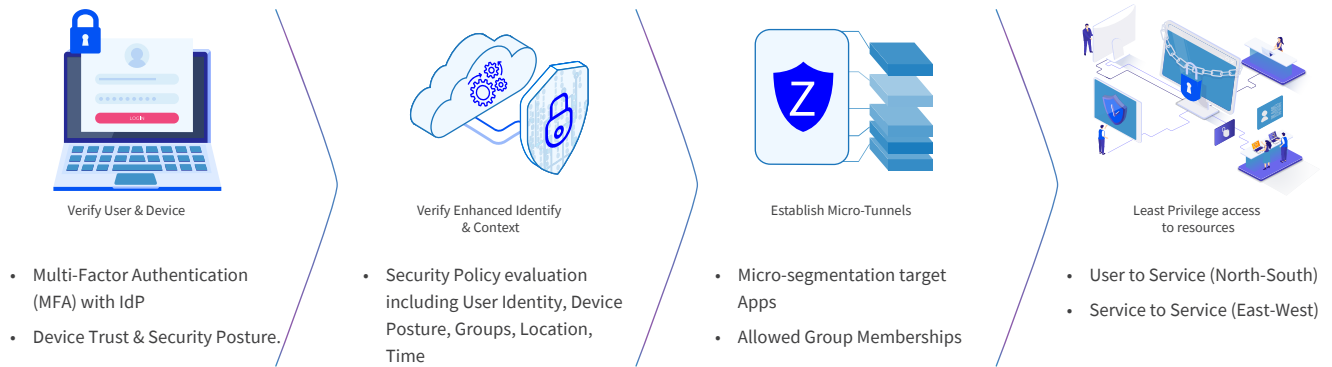 LOGIN
Verify User & Device
• Multi-Factor Authentication
(MFA) with IdP
• Device Trust & Security Posture.
Verify Enhanced Identify
& Context
• Security Policy evaluation
including User Identity, Device
Posture, Groups, Location,
Time
Z
Establish Micro-Tunnels
• Micro-segmentation target
Apps
• Allowed Group Memberships
Least Privilege access
to resources
• User to Service (North-South)
• Service to Service (East-West)